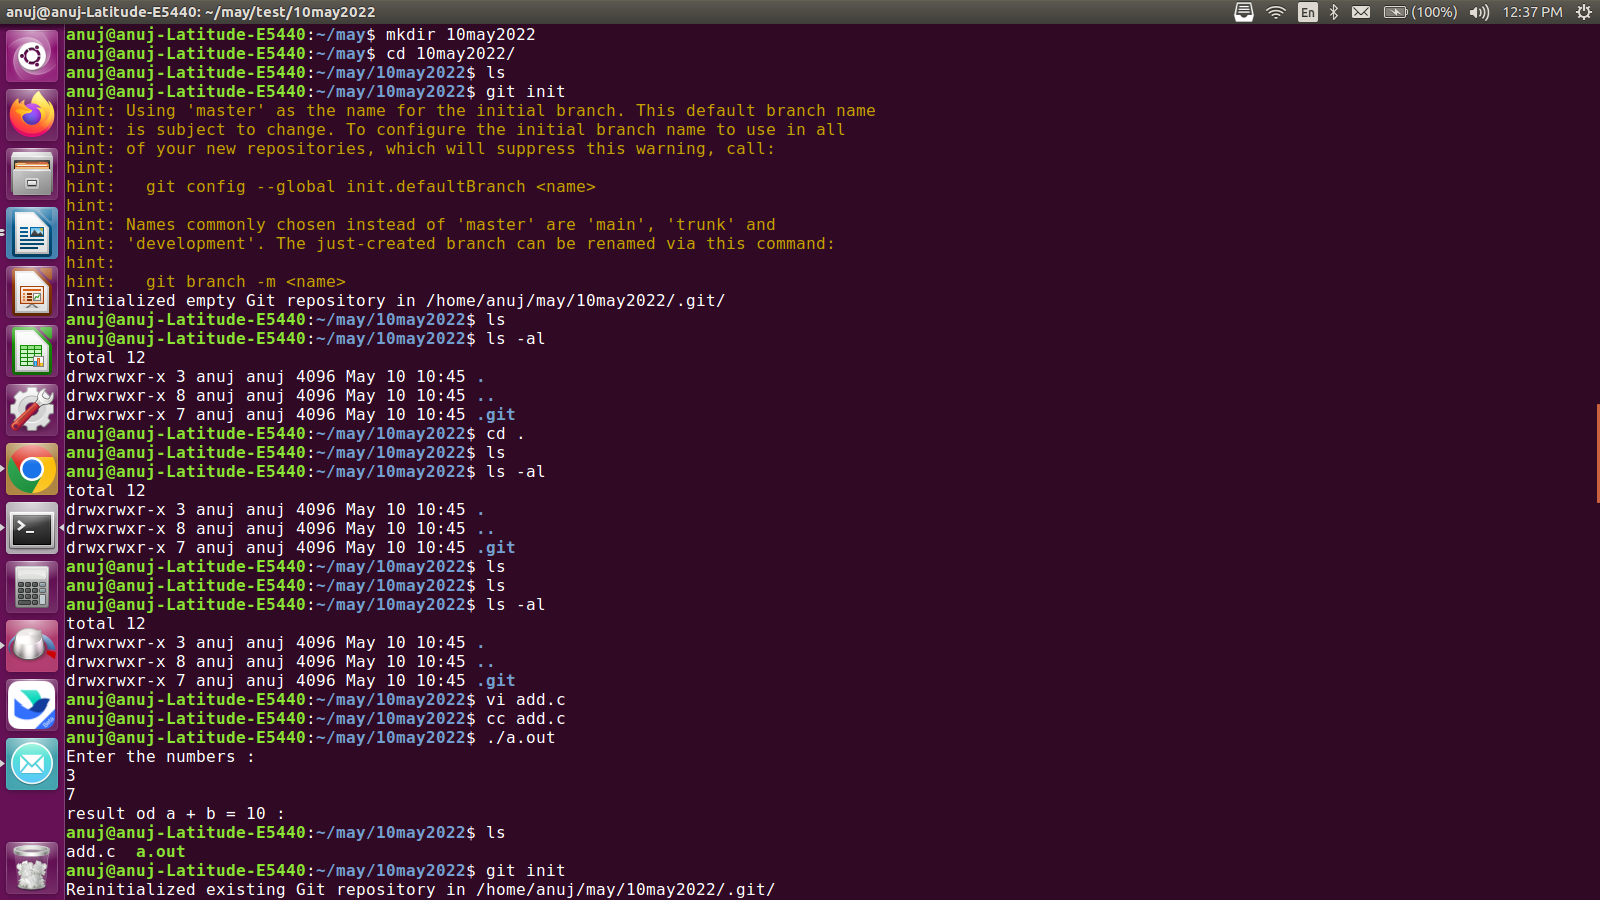 anuj@anuj-Latitude-E5440: ~/may/test/10may2022
En
(100%)
12:37 PM
anuj@anuj-Latitude-E5440:~/may$ mkdir 10may2022
anuj@anuj-Latitude-E5440:~/may$ cd 10may2022/
anuj@anuj-Latitude-E5440:~/may/10may2022$ ls
anuj@anuj-Latitude-E5440:~/may/10may2022$ git init
hint: Using 'master' as the name for the initial branch. This default branch name
hint: is subject to change. To configure the initial branch name to use in all
hint: of your new repositories, which will suppress this warning, call:
hint:
hint:   git config --global init.defaultBranch <name>
hint:
hint: Names commonly chosen instead of 'master' are 'main', 'trunk' and
hint: 'development'. The just-created branch can be renamed via this command:
hint:
hint:   git branch -m <name>
Initialized empty Git repository in /home/anuj/may/10may2022/.git/
anuj@anuj-Latitude-E5440:~/may/10may2022$ ls
anuj@anuj-Latitude-E5440:~/may/10may2022$ ls -al
total 12
drwxrwxr-x 3 anuj anuj 4096 May 10 10:45 .
drwxrwxr-x 8 anuj anuj 4096 May 10 10:45 ..
drwxrwxr-x 7 anuj anuj 4096 May 10 10:45 .git
anuj@anuj-Latitude-E5440:~/may/10may2022$ cd .
anuj@anuj-Latitude-E5440:~/may/10may2022$ ls
anuj@anuj-Latitude-E5440:~/may/10may2022$ ls -al
total 12
drwxrwxr-x 3 anuj anuj 4096 May 10 10:45 .
drwxrwxr-x 8 anuj anuj 4096 May 10 10:45 ..
drwxrwxr-x 7 anuj anuj 4096 May 10 10:45 .git
anuj@anuj-Latitude-E5440:~/may/10may2022$ ls
anuj@anuj-Latitude-E5440:~/may/10may2022$ ls
anuj@anuj-Latitude-E5440:~/may/10may2022$ ls -al
total 12
drwxrwxr-x 3 anuj anuj 4096 May 10 10:45 .
drwxrwxr-x 8 anuj anuj 4096 May 10 10:45 ..
drwxrwxr-x 7 anuj anuj 4096 May 10 10:45 .git
anuj@anuj-Latitude-E5440:~/may/10may2022$ vi add.c
anuj@anuj-Latitude-E5440:~/may/10may2022$ cc add.c
anuj@anuj-Latitude-E5440:~/may/10may2022$ ./a.out
Enter the numbers :
3
7
result od a + b = 10 :
anuj@anuj-Latitude-E5440:~/may/10may2022$ ls
add.c  a.out
anuj@anuj-Latitude-E5440:~/may/10may2022$ git init
Reinitialized existing Git repository in /home/anuj/may/10may2022/.git/